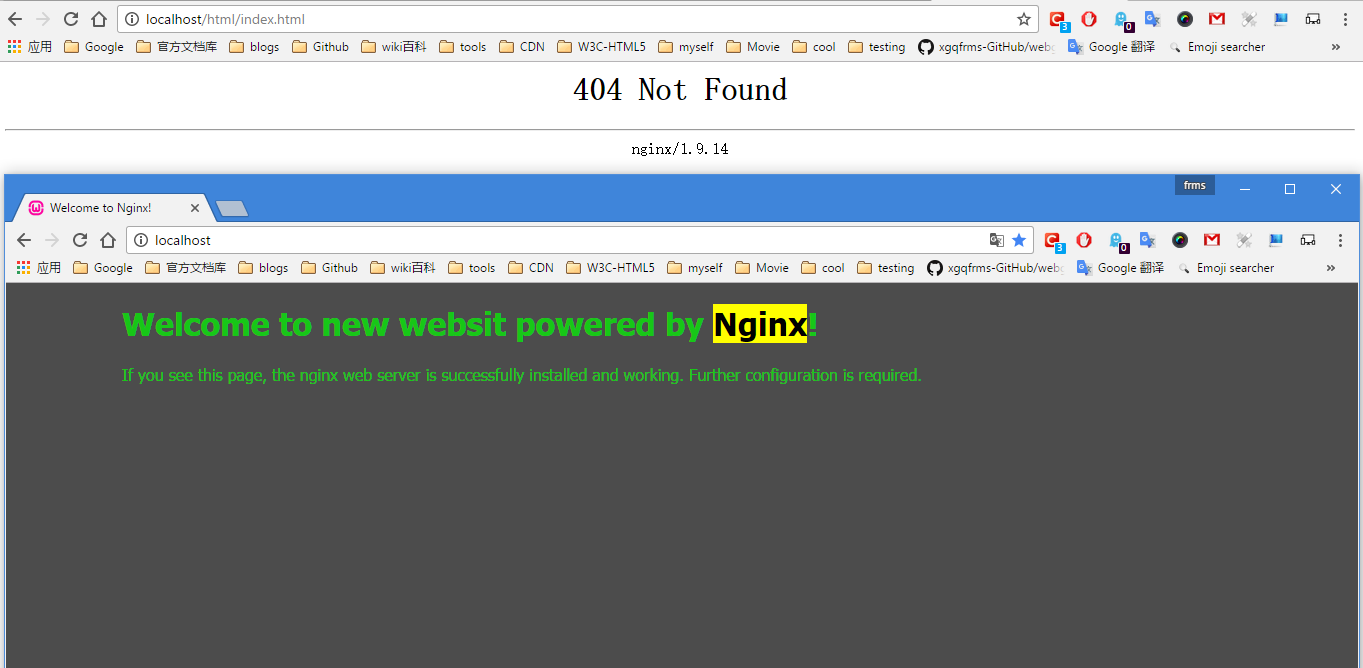 localhost/html/index.html
3
0
应用 Google 官方文档库 blogs Github wiki百科 tools CDN W3C-HTML5 myself Movie cool testing xgqfrms-GitHub/web Google 翻译 Emoji searcher »
404 Not Found
nginx/1.9.14
frms
Welcome to Nginx!
localhost
3
0
应用 Google 官方文档库 blogs Github wiki百科 tools CDN W3C-HTML5 myself Movie cool testing xgqfrms-GitHub/web Google 翻译 Emoji searcher »
Welcome to new websit powered by Nginx!
If you see this page, the nginx web server is successfully installed and working. Further configuration is required.